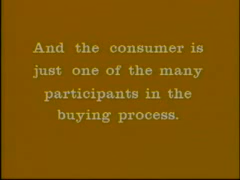 And the consumer is
just one of the many
participants in the
buying process.